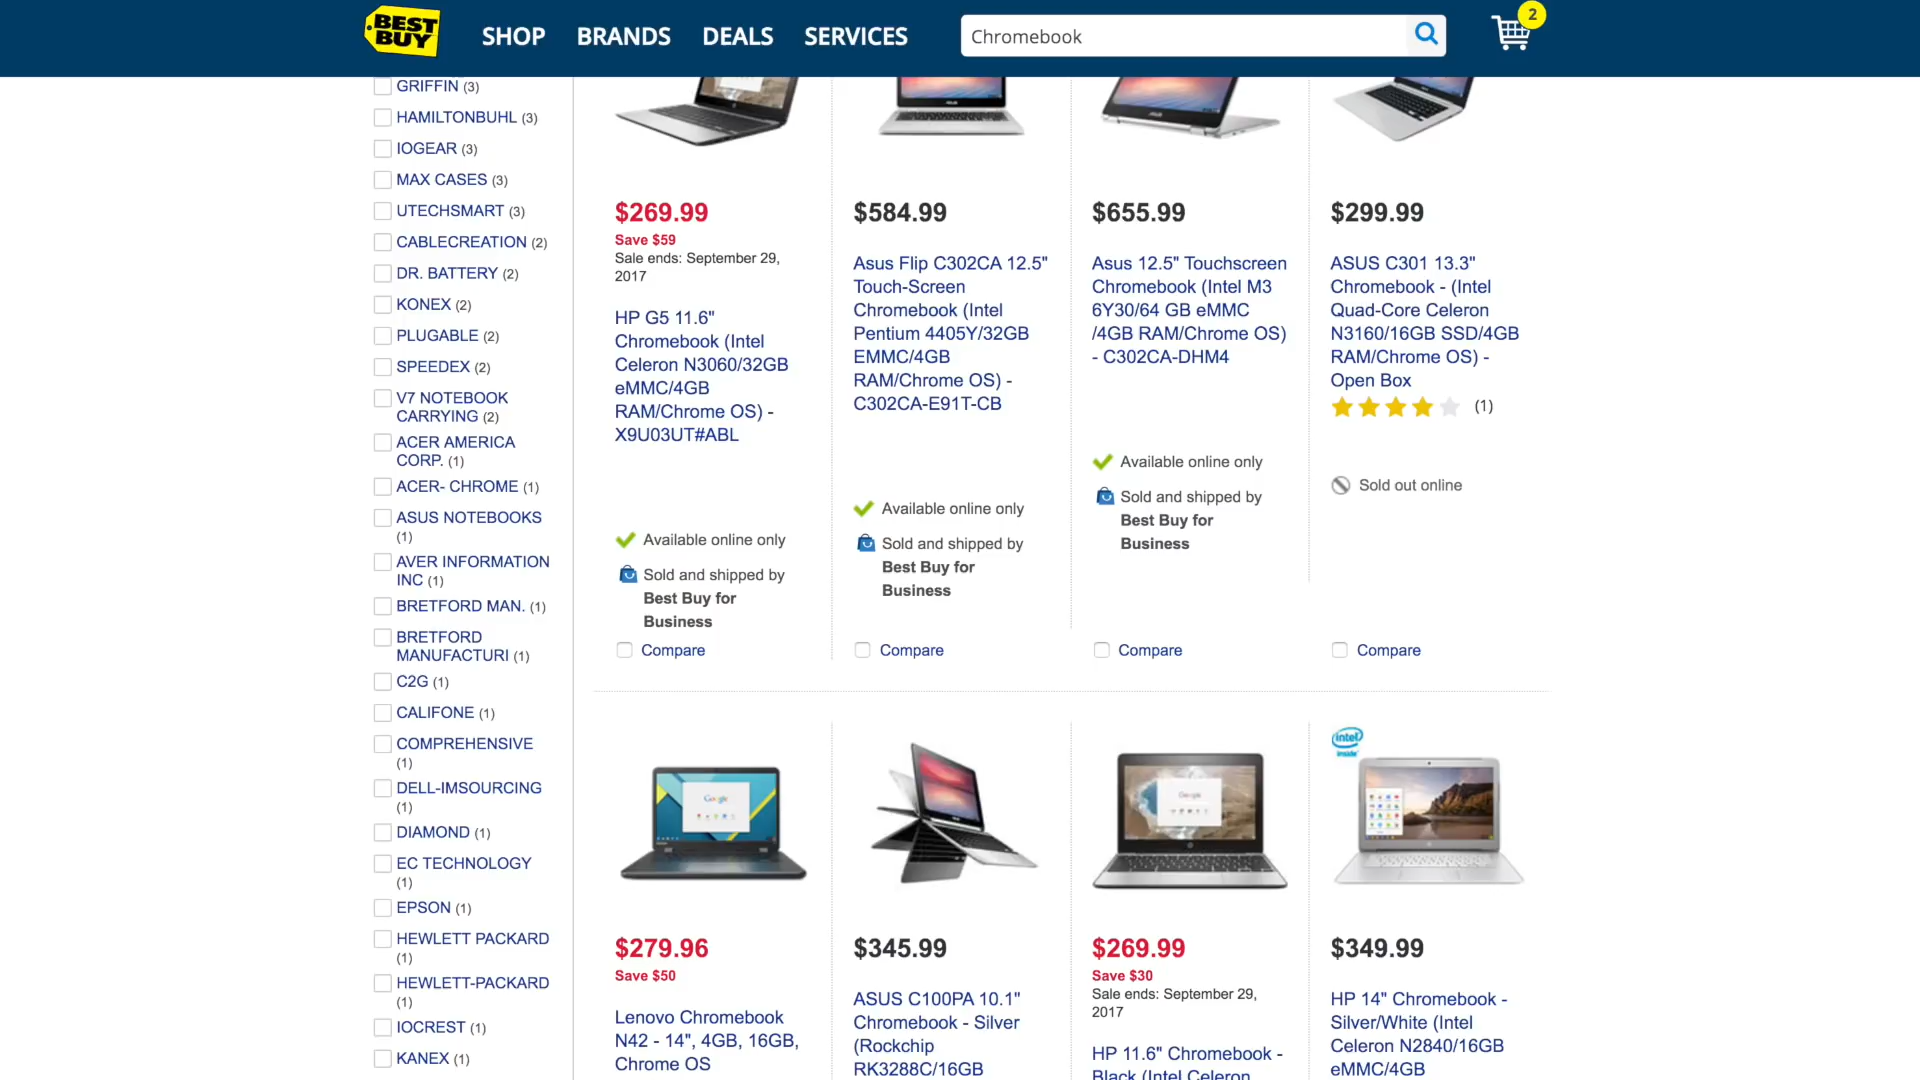 BEST BUY
SHOP BRANDS DEALS SERVICES
Chromebook
2
GRIFFIN (3)
HAMILTONBUHL (3)
IOGEAR (3)
MAX CASES (3)
UTECHSMART (3)
CABLECREATION (2)
DR. BATTERY (2)
KONEX (2)
PLUGABLE (2)
SPEEDEX (2)
V7 NOTEBOOK
CARRYING (2)
ACER AMERICA
CORP. (1)
ACER- CHROME (1)
ASUS NOTEBOOKS
(1)
AVER INFORMATION
INC (1)
BRETFORD MAN. (1)
BRETFORD
MANUFACTURI (1)
C2G (1)
CALIFONE (1)
COMPREHENSIVE
(1)
DELL-IMSOURCING
(1)
DIAMOND (1)
EC TECHNOLOGY
(1)
EPSON (1)
HEWLETT PACKARD
(1)
HEWLETT-PACKARD
(1)
IOCREST (1)
KANEX (1)
$269.99
Save $59
Sale ends: September 29,
2017
HP G5 11.6"
Chromebook (Intel
Celeron N3060/32GB
eMMC/4GB
RAM/Chrome OS) -
X9U03UT#ABL
Available online only
Sold and shipped by
Best Buy for
Business
Compare
$584.99
Asus Flip C302CA 12.5"
Touch-Screen
Chromebook (Intel
Pentium 4405Y/32GB
EMMC/4GB
RAM/Chrome OS) -
C302CA-E91T-CB
Available online only
Sold and shipped by
Best Buy for
Business
Compare
$655.99
Asus 12.5" Touchscreen
Chromebook (Intel M3
6Y30/64 GB eMMC
/4GB RAM/Chrome OS)
- C302CA-DHM4
Available online only
Sold and shipped by
Best Buy for
Business
Compare
$299.99
ASUS C301 13.3"
Chromebook - (Intel
Quad-Core Celeron
N3160/16GB SSD/4GB
RAM/Chrome OS) -
Open Box
(1)
Sold out online
Compare
Google
$279.96
Save $50
Lenovo Chromebook
N42 - 14", 4GB, 16GB,
Chrome OS
$345.99
ASUS C100PA 10.1"
Chromebook - Silver
(Rockchip
RK3288C/16GB
Google
$269.99
Save $30
Sale ends: September 29,
2017
HP 11.6" Chromebook -
Black (Intel Celeron
intel
inside
$349.99
HP 14" Chromebook -
Silver/White (Intel
Celeron N2840/16GB
eMMC/4GB